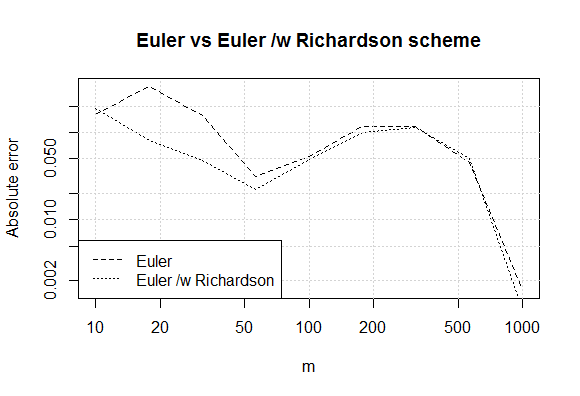 Euler vs Euler /w Richardson scheme
Absolute error
0.050
0.010
0.002
Euler
Euler /w Richardson
10 20 50 100 200 500 1000
m